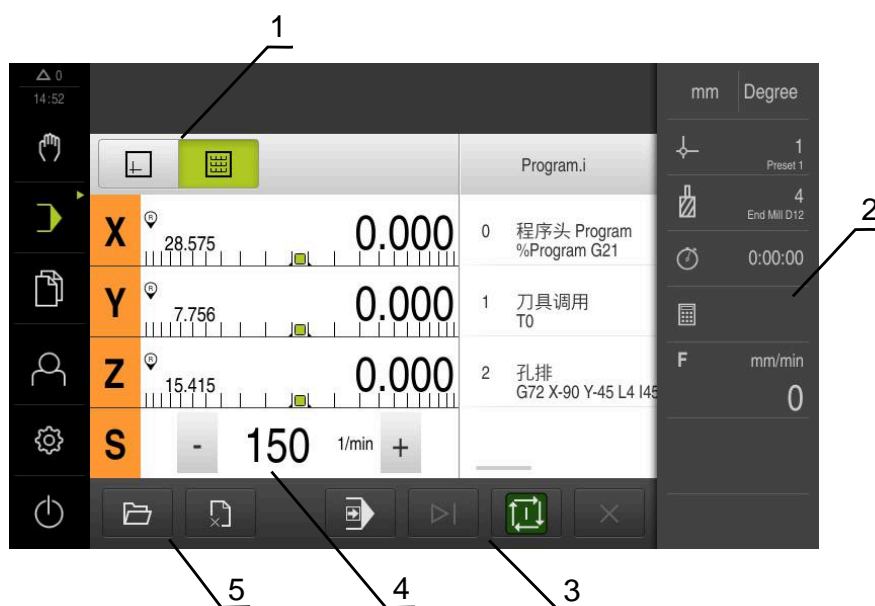 1
△ 0
14:52
mm Degree
Program.i
1
Preset 1
X R 28.575 0.000
0 程序头 Program
%Program G21
4
End Mill D12
2
0:00:00
Y R 7.756 0.000
1 刀具调用
T0
Z R 15.415 0.000
2 孔排
G72 X-90 Y-45 L4 I45
F mm/min
0
S - 150 1/min +
5 4 3